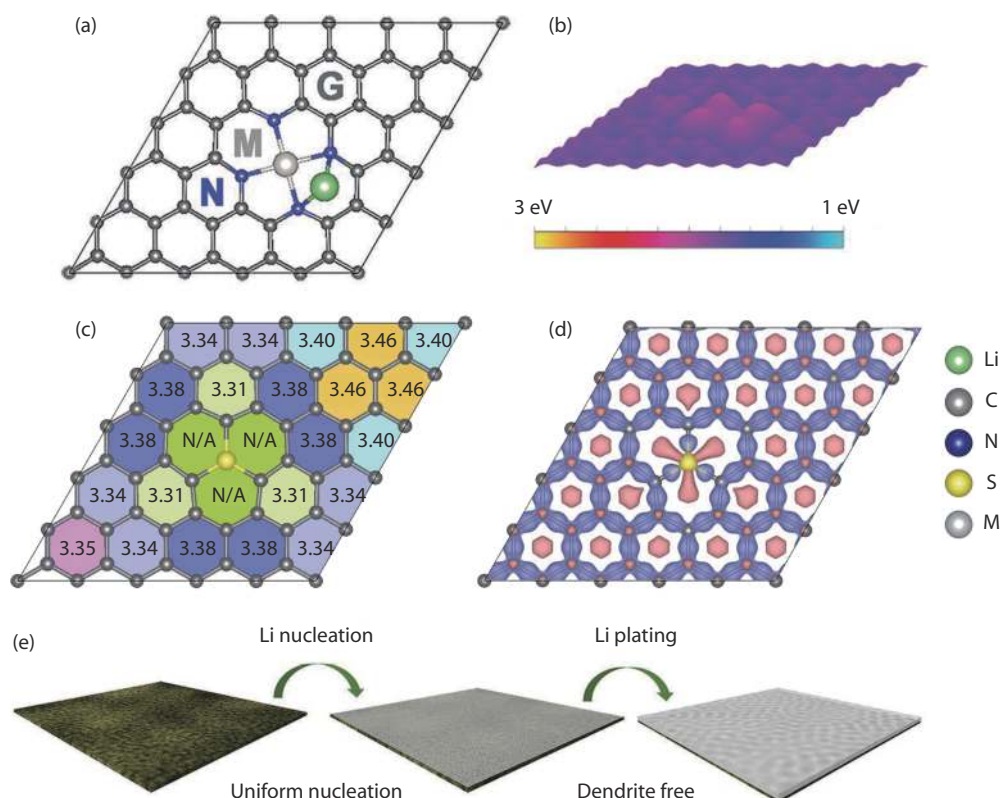 (a)
G
M
N
(b)
3 eV 1 eV
(c)
3.34 3.34 3.40 3.46 3.40
3.38 3.31 3.38 3.46 3.46
3.38 N/A N/A 3.38 3.40
3.34 3.31 N/A 3.31 3.34
3.35 3.34 3.38 3.38 3.34
(d)
Li
C
N
S
M
(e)
Li nucleation Li plating
Uniform nucleation Dendrite free